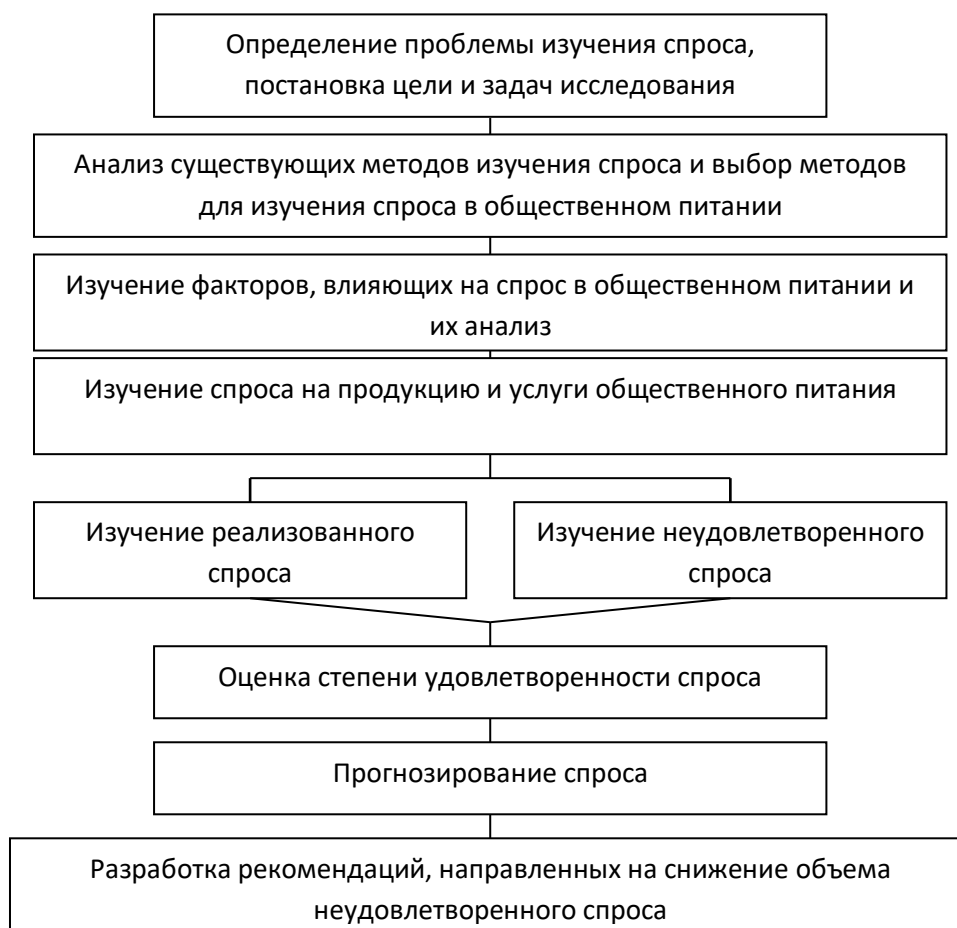 Определение проблемы изучения спроса,
постановка цели и задач исследования
Анализ существующих методов изучения спроса и выбор методов
для изучения спроса в общественном питании
Изучение факторов, влияющих на спрос в общественном питании и
их анализ
Изучение спроса на продукцию и услуги общественного питания
Изучение реализованного
спроса
Изучение неудовлетворенного
спроса
Оценка степени удовлетворенности спроса
Прогнозирование спроса
Разработка рекомендаций, направленных на снижение объема
неудовлетворенного спроса